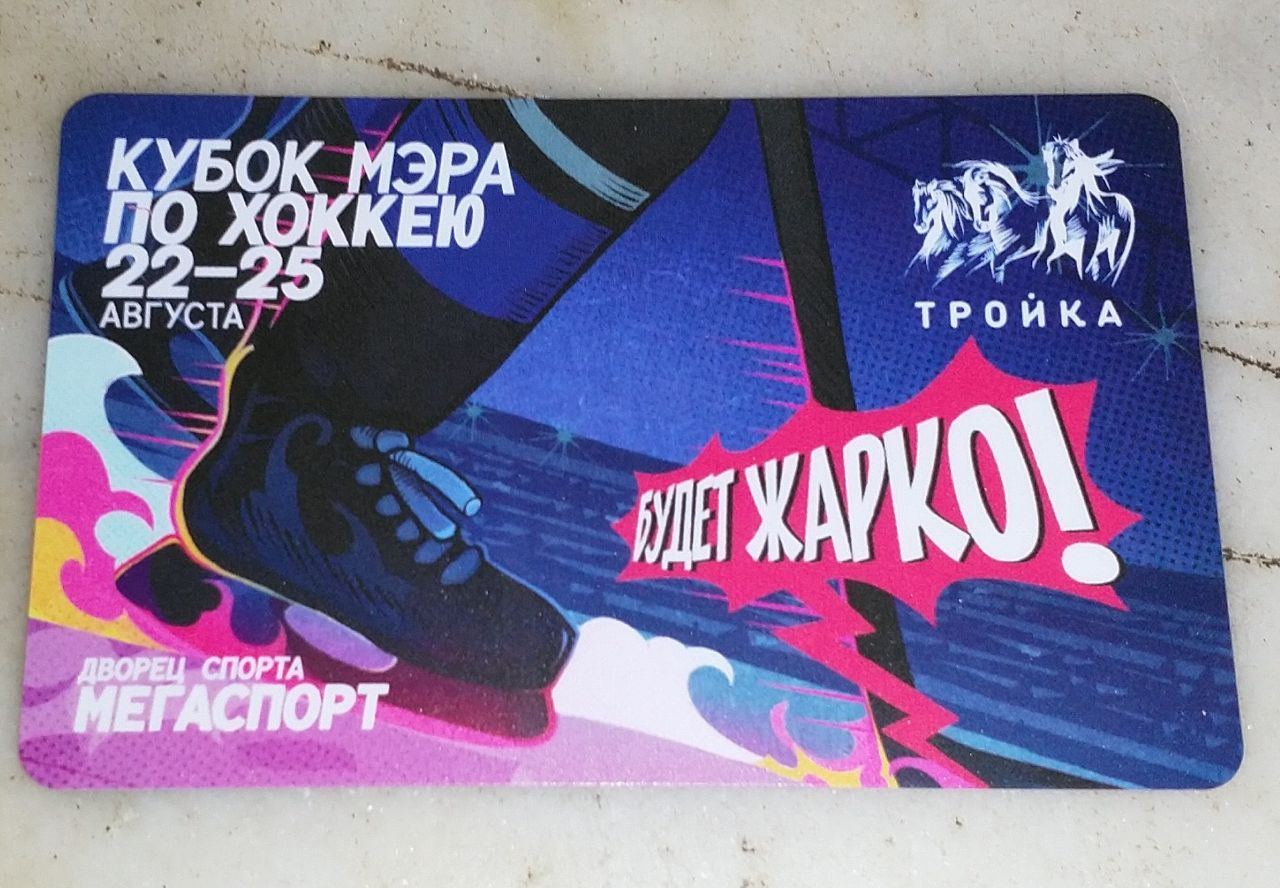 КУБОК МЭРА
ПО ХОККЕЮ
22–25
АВГУСТА
ТРОЙКА
БУДЕТ ЖАРКО!
ДВОРЕЦ СПОРТА
МЕГАСПОРТ